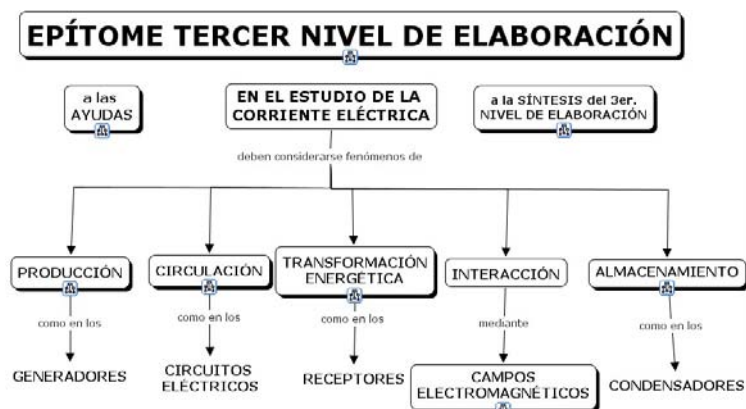 EPÍTOME TERCER NIVEL DE ELABORACIÓN
a las
AYUDAS
EN EL ESTUDIO DE LA
CORRIENTE ELÉCTRICA
a la SÍNTESIS del 3er.
NIVEL DE ELABORACIÓN
deben considerarse fenómenos de
PRODUCCIÓN
CIRCULACIÓN
TRANSFORMACIÓN
ENERGÉTICA
INTERACCIÓN
ALMACENAMIENTO
como en los
como en los
como en los
mediante
como en los
GENERADORES
CIRCUITOS
ELÉCTRICOS
RECEPTORES
CAMPOS
ELECTROMAGNÉTICOS
CONDENSADORES